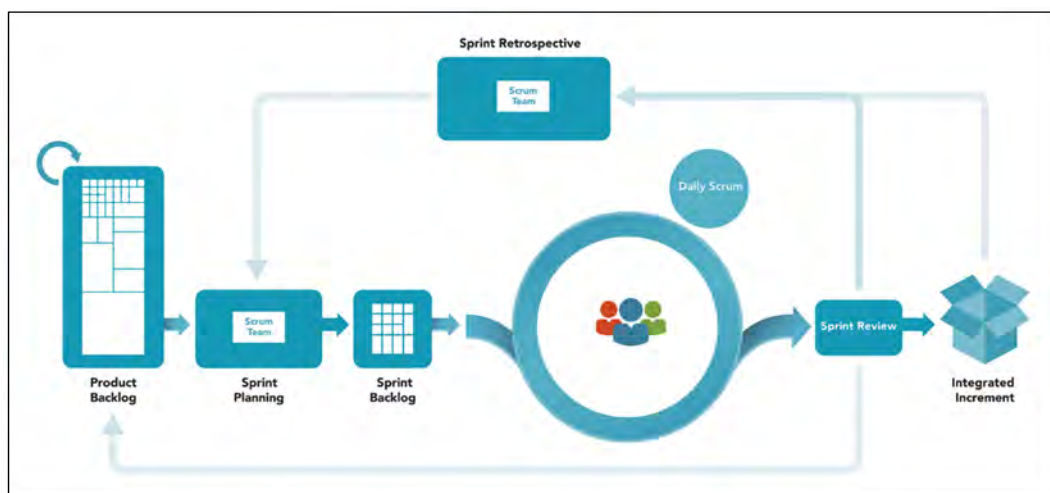 Sprint Retrospective
Scrum
Team
Daily Scrum
Scrum
Team
Sprint Review
Product
Backlog
Sprint
Planning
Sprint
Backlog
Integrated
Increment